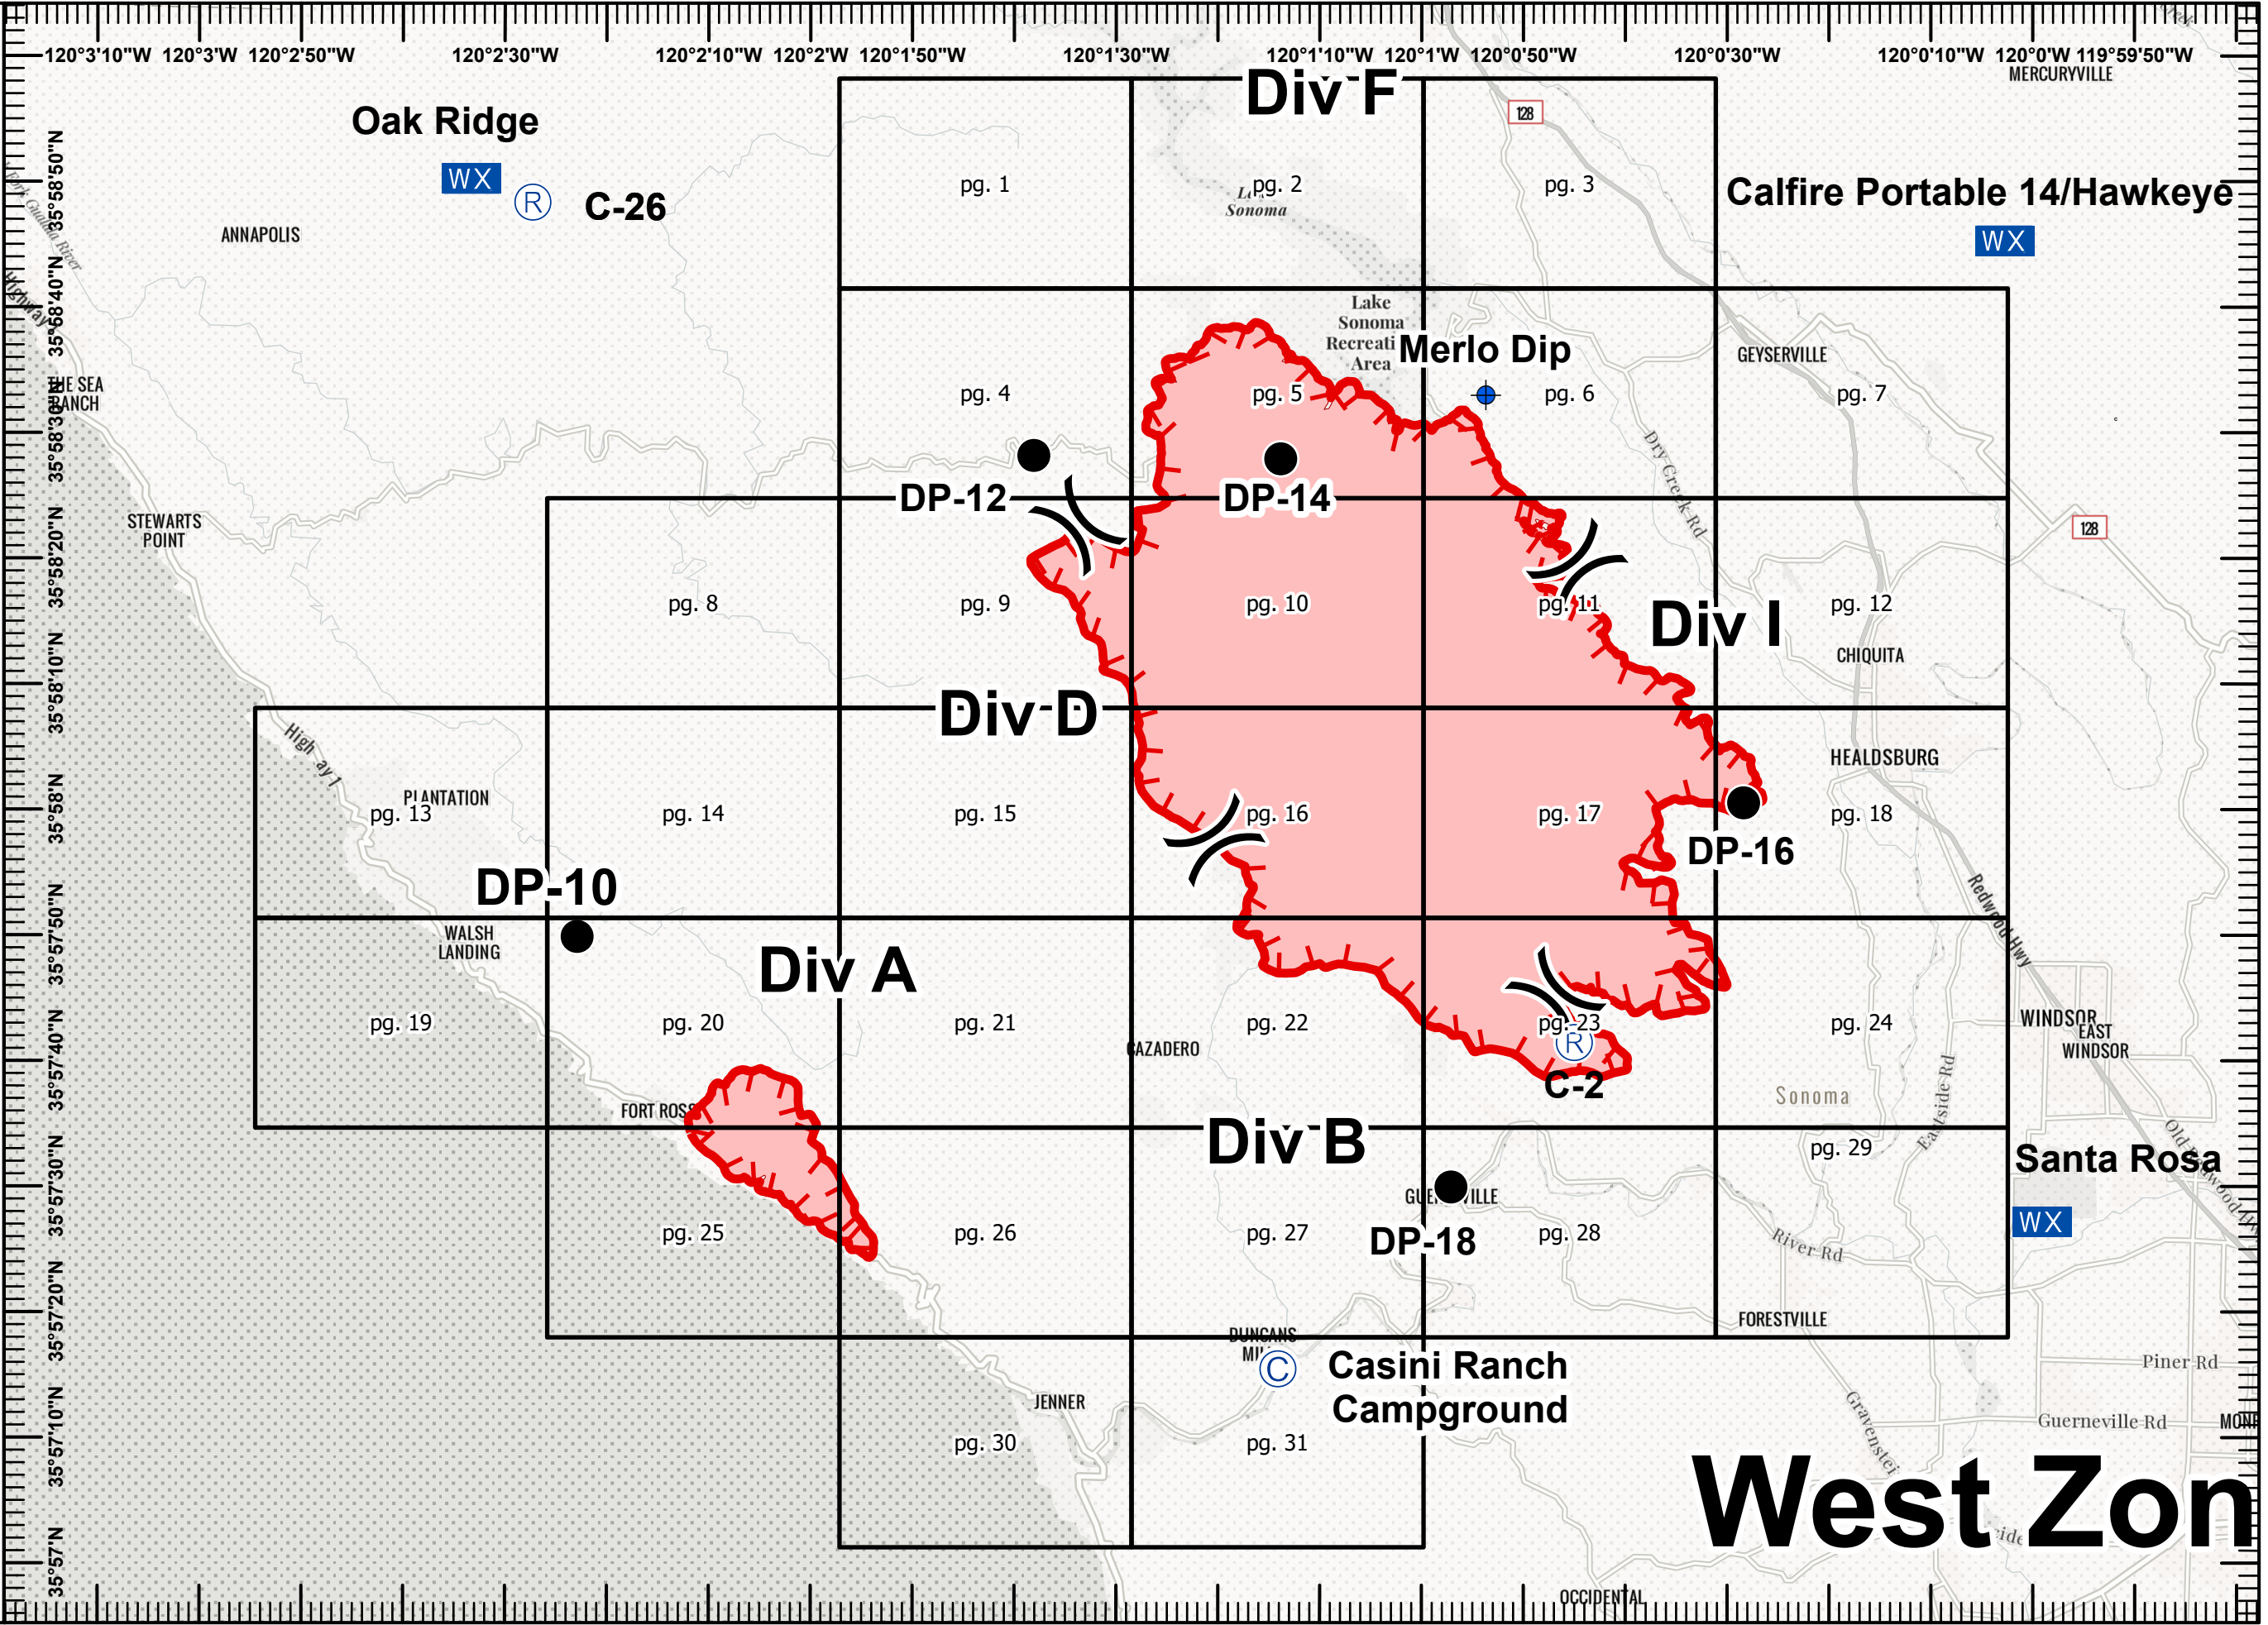 120°3'10"W 120°3'W 120°2'50"W 120°2'30"W 120°2'10"W 120°2'W 120°1'50"W 120°1'30"W 120°1'10"W 120°1'W 120°0'50"W 120°0'30"W 120°0'10"W 120°0'W 119°59'50"W
MERCURYVILLE
Div F
Oak Ridge
128
WX
R
C-26
pg. 1
pg. 2
pg. 3
Sonoma
Calfire Portable 14/Hawkeye
WX
35°58'50"N
ANNAPOLIS
35°58'40"N
Highway
Lake
Sonoma
Area
Merlo Dip
GEYSERVILLE
THE SEA
RANCH
35°58'30"N
pg. 4
pg. 5
pg. 6
pg. 7
Dry Creek Rd
DP-12
DP-14
STEWARTS
POINT
128
35°58'20"N
pg. 8
pg. 9
pg. 10
pg. 11
pg. 12
Div I
CHIQUITA
35°58'10"N
Div D
HEALDSBURG
PLANTATION
35°58'N
pg. 13
pg. 14
pg. 15
pg. 16
pg. 17
pg. 18
DP-16
DP-10
Redwood Hwy
35°57'50"N
WALSH
LANDING
Div A
pg. 19
pg. 20
pg. 21
pg. 22
pg. 23
pg. 24
WINDSOR
EAST
WINDSOR
R
CAZADERO
C-2
35°57'40"N
Sonoma
Eastside Rd
FORT ROSS
Div B
pg. 29
Santa Rosa
35°57'30"N
WX
DP-18
pg. 25
pg. 26
pg. 27
pg. 28
River Rd
35°57'20"N
FORESTVILLE
DUNCANS
C
Casini Ranch
Campground
Piner Rd
JENNER
35°57'10"N
Guerneville Rd
pg. 30
pg. 31
West Zon
35°57'N
OCCIDENTAL